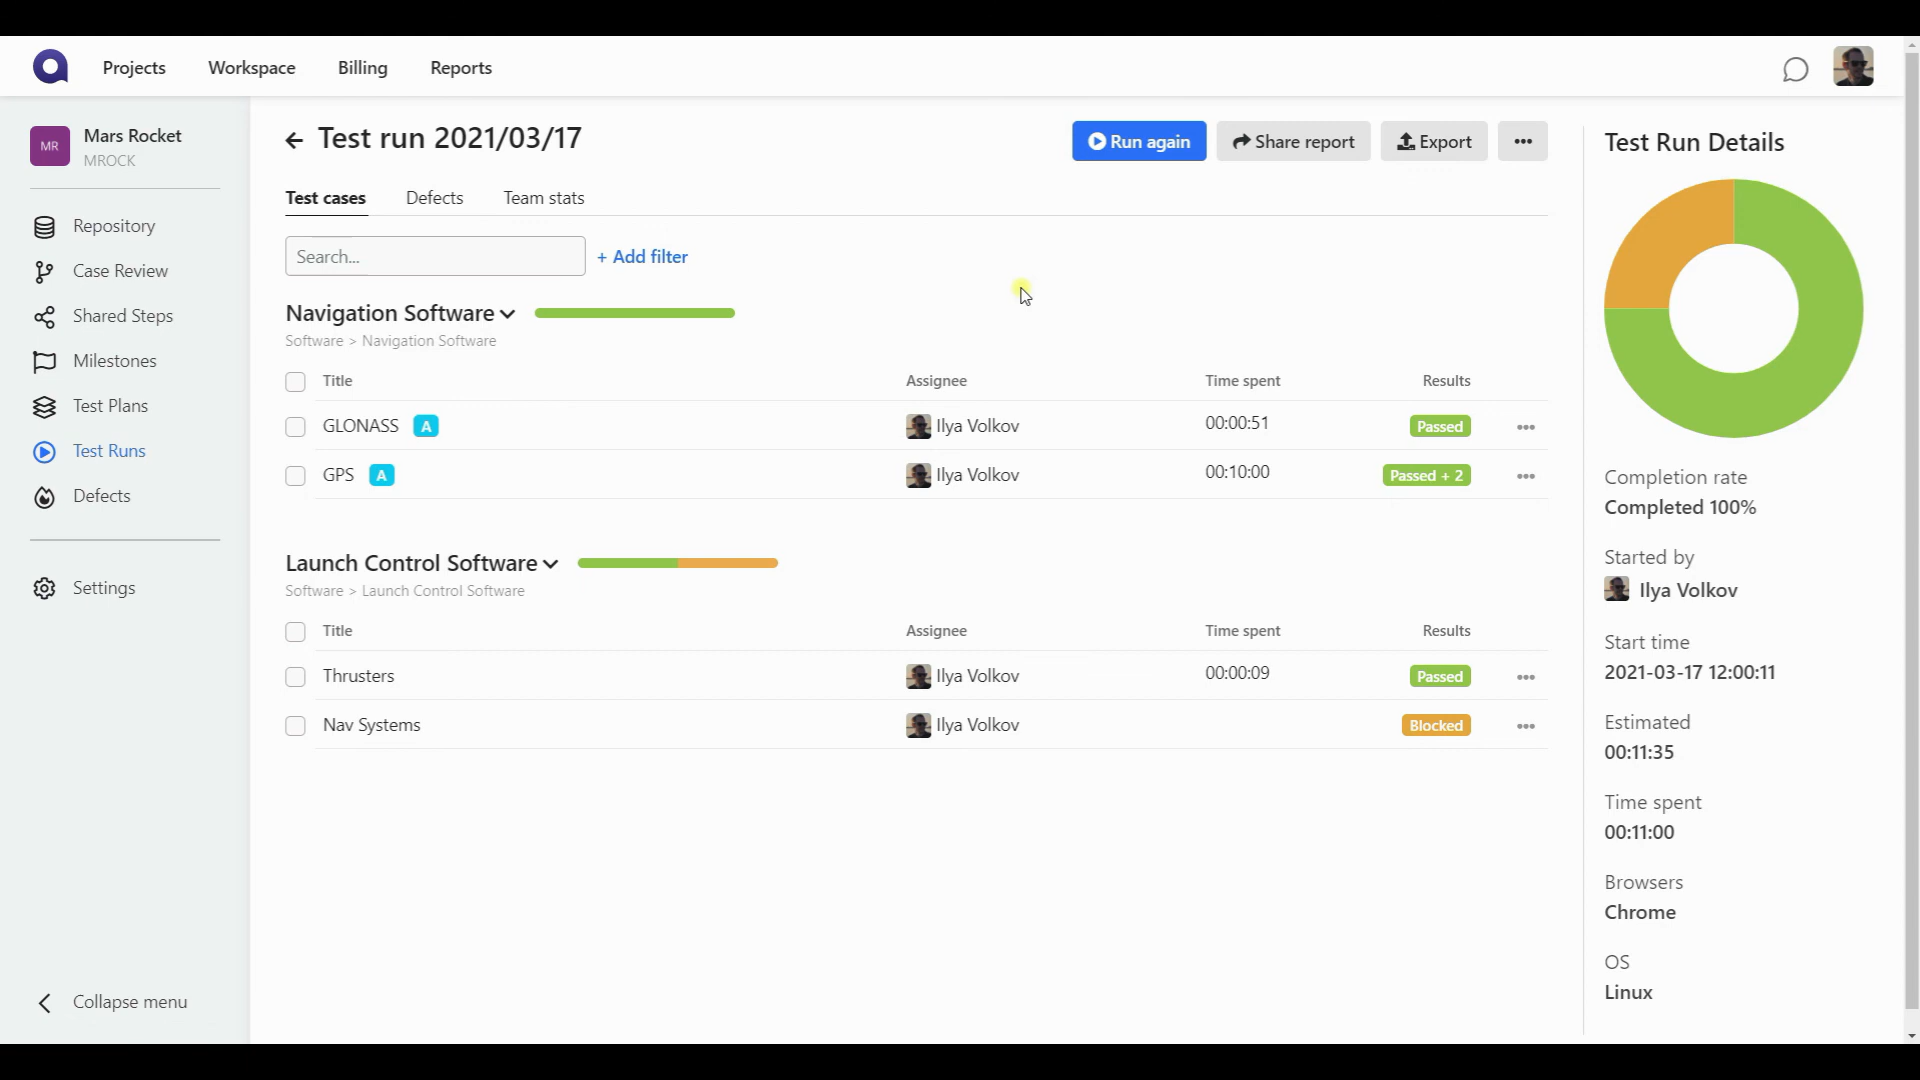 Projects Workspace Billing Reports
MR
Mars Rocket
MROCK
Repository
Case Review
Shared Steps
Milestones
Test Plans
Test Runs
Defects
Settings
Collapse menu
Test run 2021/03/17
Run again
Share report
Export
Test cases Defects Team stats
Search...
+ Add filter
Navigation Software
Software > Navigation Software
Title Assignee Time spent Results
GLONASS A Ilya Volkov 00:00:51 Passed
GPS A Ilya Volkov 00:10:00 Passed + 2
Launch Control Software
Software > Launch Control Software
Title Assignee Time spent Results
Thrusters Ilya Volkov 00:00:09 Passed
Nav Systems Ilya Volkov Blocked
Test Run Details
Completion rate
Completed 100%
Started by
Ilya Volkov
Start time
2021-03-17 12:00:11
Estimated
00:11:35
Time spent
00:11:00
Browsers
Chrome
OS
Linux